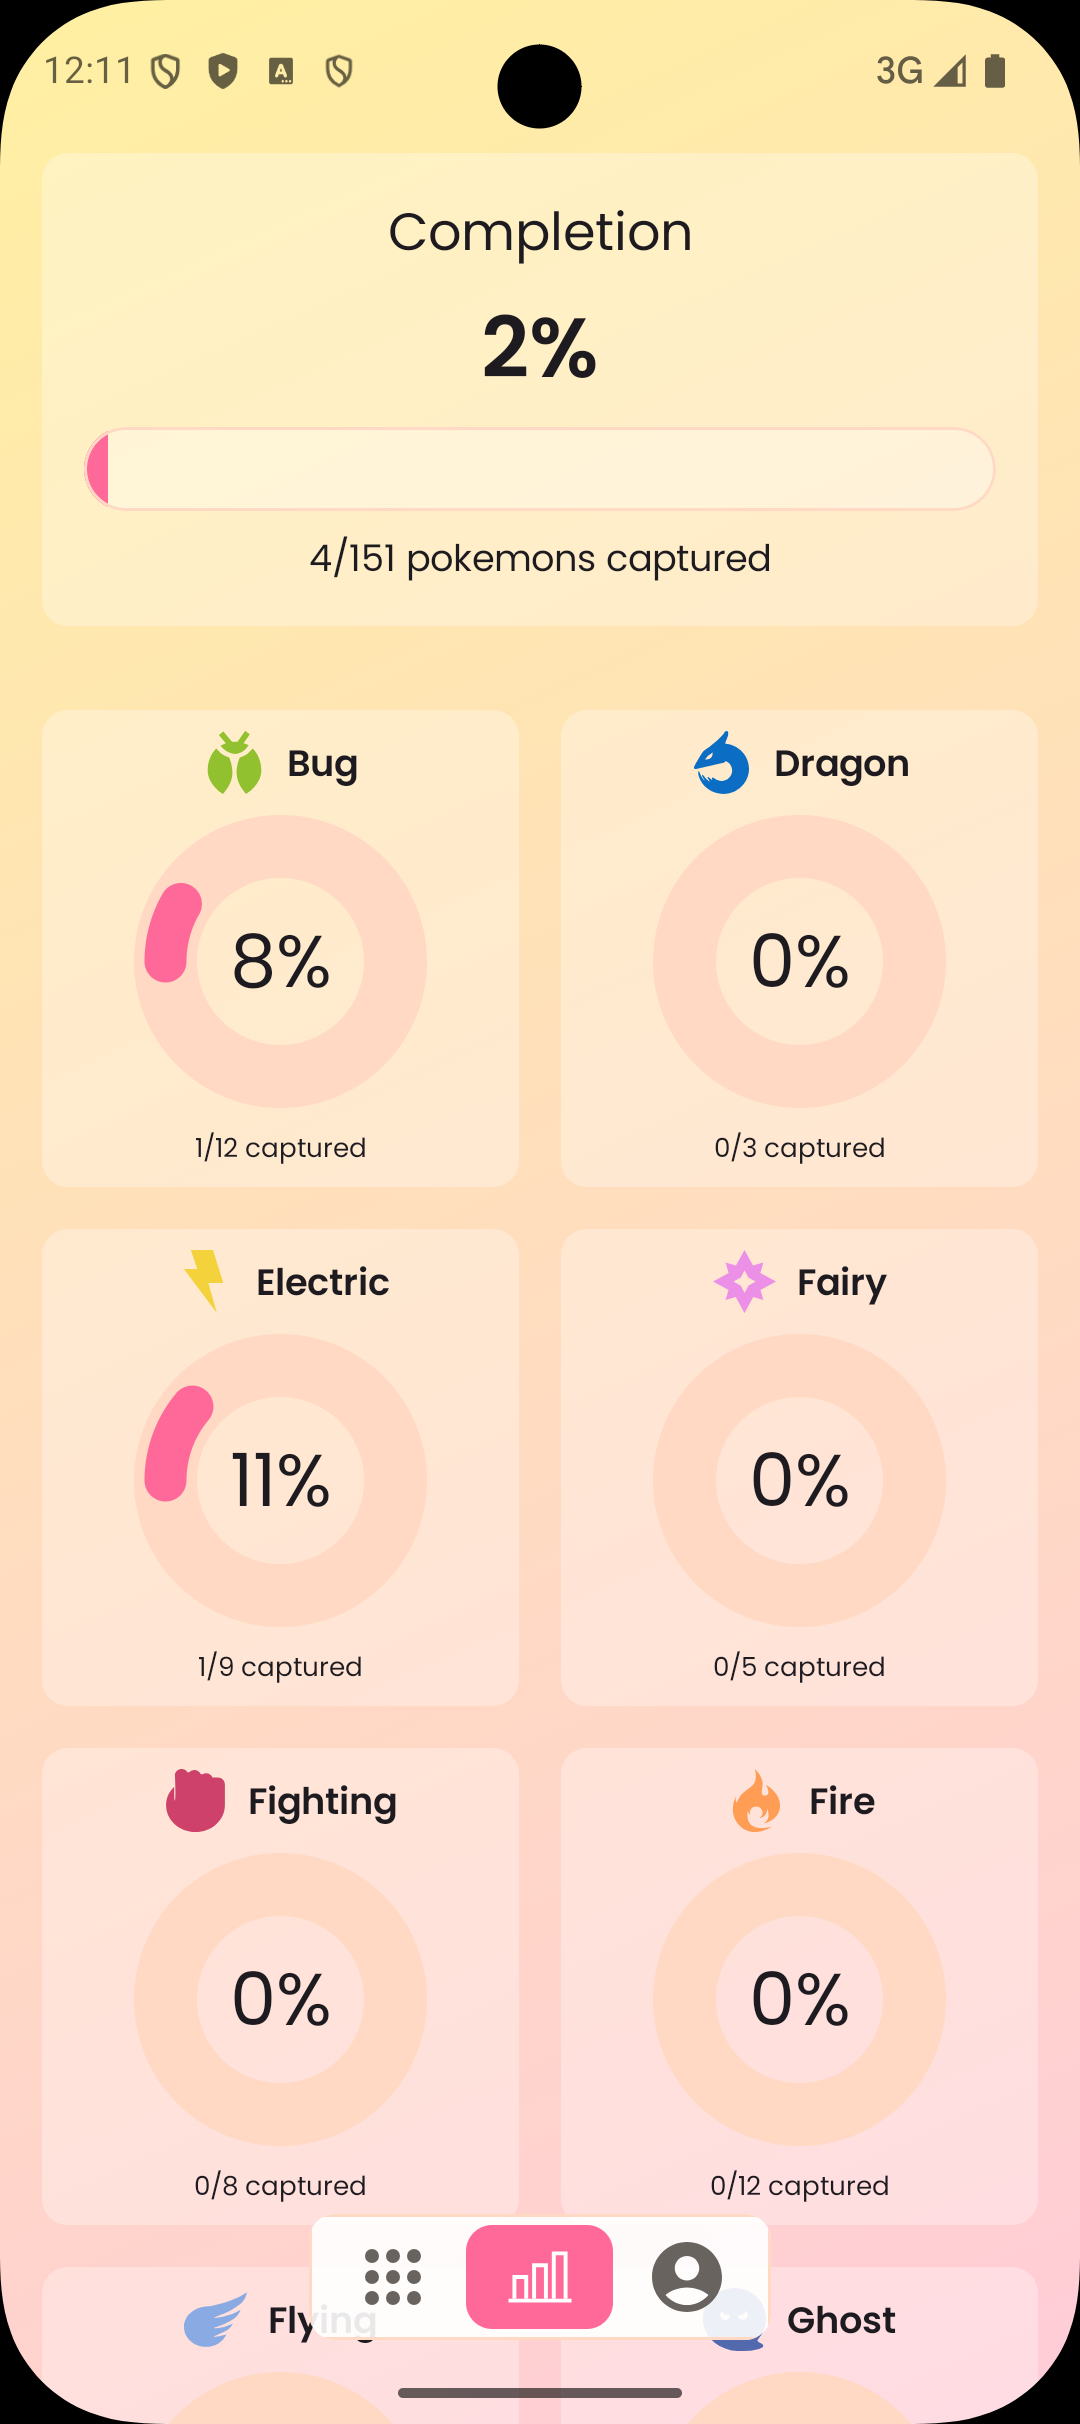 12:11
3G
Completion
2%
4/151 pokemons captured
Bug
Dragon
8%
0%
1/12 captured
0/3 captured
Electric
Fairy
11%
0%
1/9 captured
0/5 captured
Fighting
Fire
0%
0%
0/8 captured
0/12 captured
Flying
Ghost